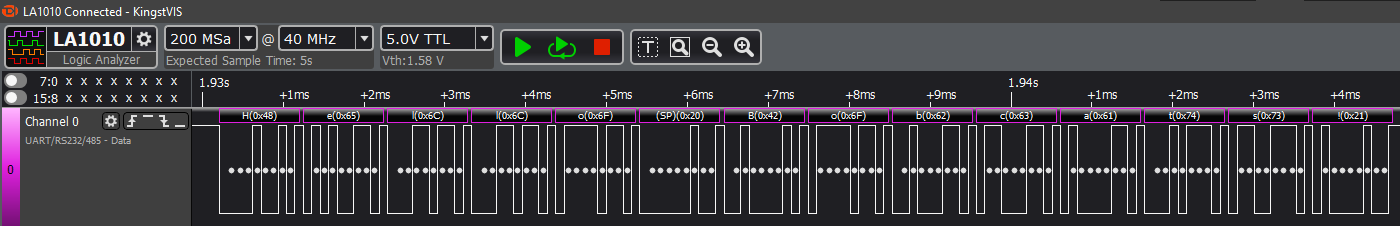 LA1010 Connected - KingstVIS
LA1010 200 MSa @ 40 MHz 5.0V TTL
Logic Analyzer Expected Sample Time: 5s Vth:1.58 V
7:0 x x x x x x x x 1.93s 1.94s
15:8 x x x x x x x x +1ms +2ms +3ms +4ms +5ms +6ms +7ms +8ms +9ms +1ms +2ms +3ms +4ms
Channel 0 H(0x48) e(0x65) l(0x6C) l(0x6C) o(0x6F) (SP)(0x20) B(0x42) o(0x6F) b(0x62) c(0x63) a(0x61) t(0x74) s(0x73) !(0x21)
UART/RS232/485 - Data
0